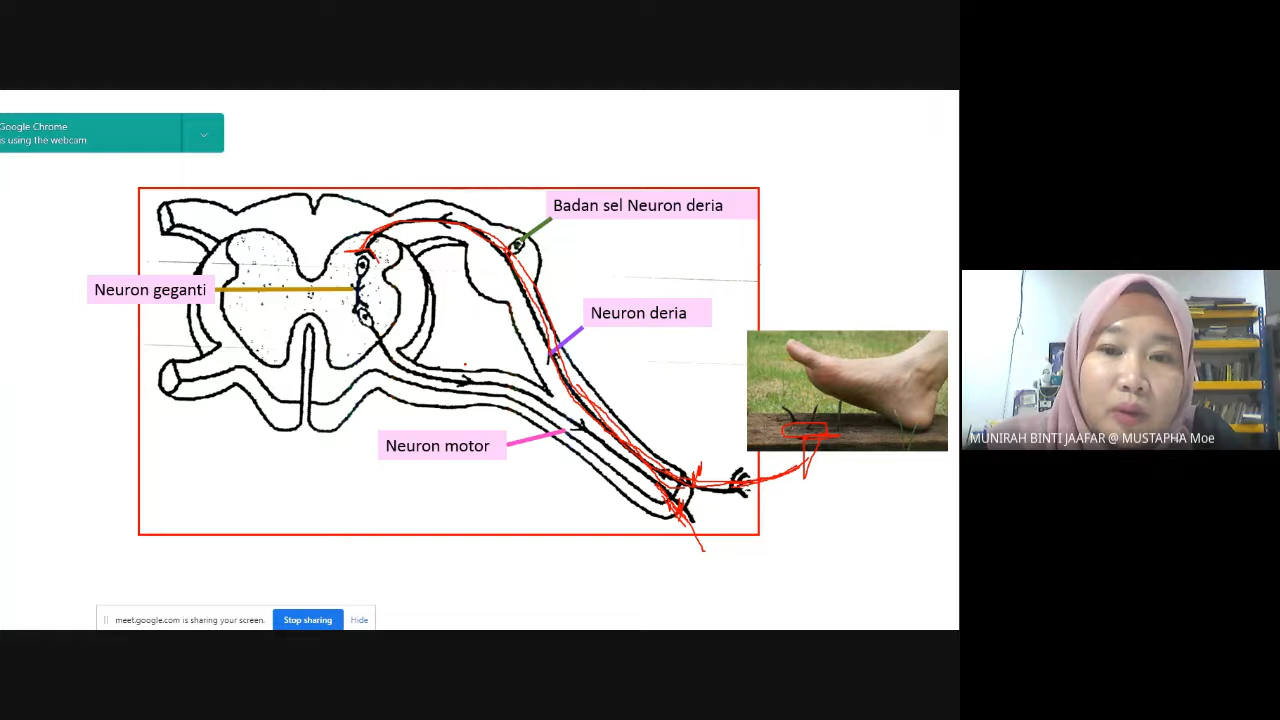 Google Chrome
is using the webcam
Badan sel Neuron deria
Neuron geganti
Neuron deria
Neuron motor
MUNIRAH BINTI JAAFAR @ MUSTAPHA Moe
meet.google.com is sharing your screen.
Stop sharing
Hide